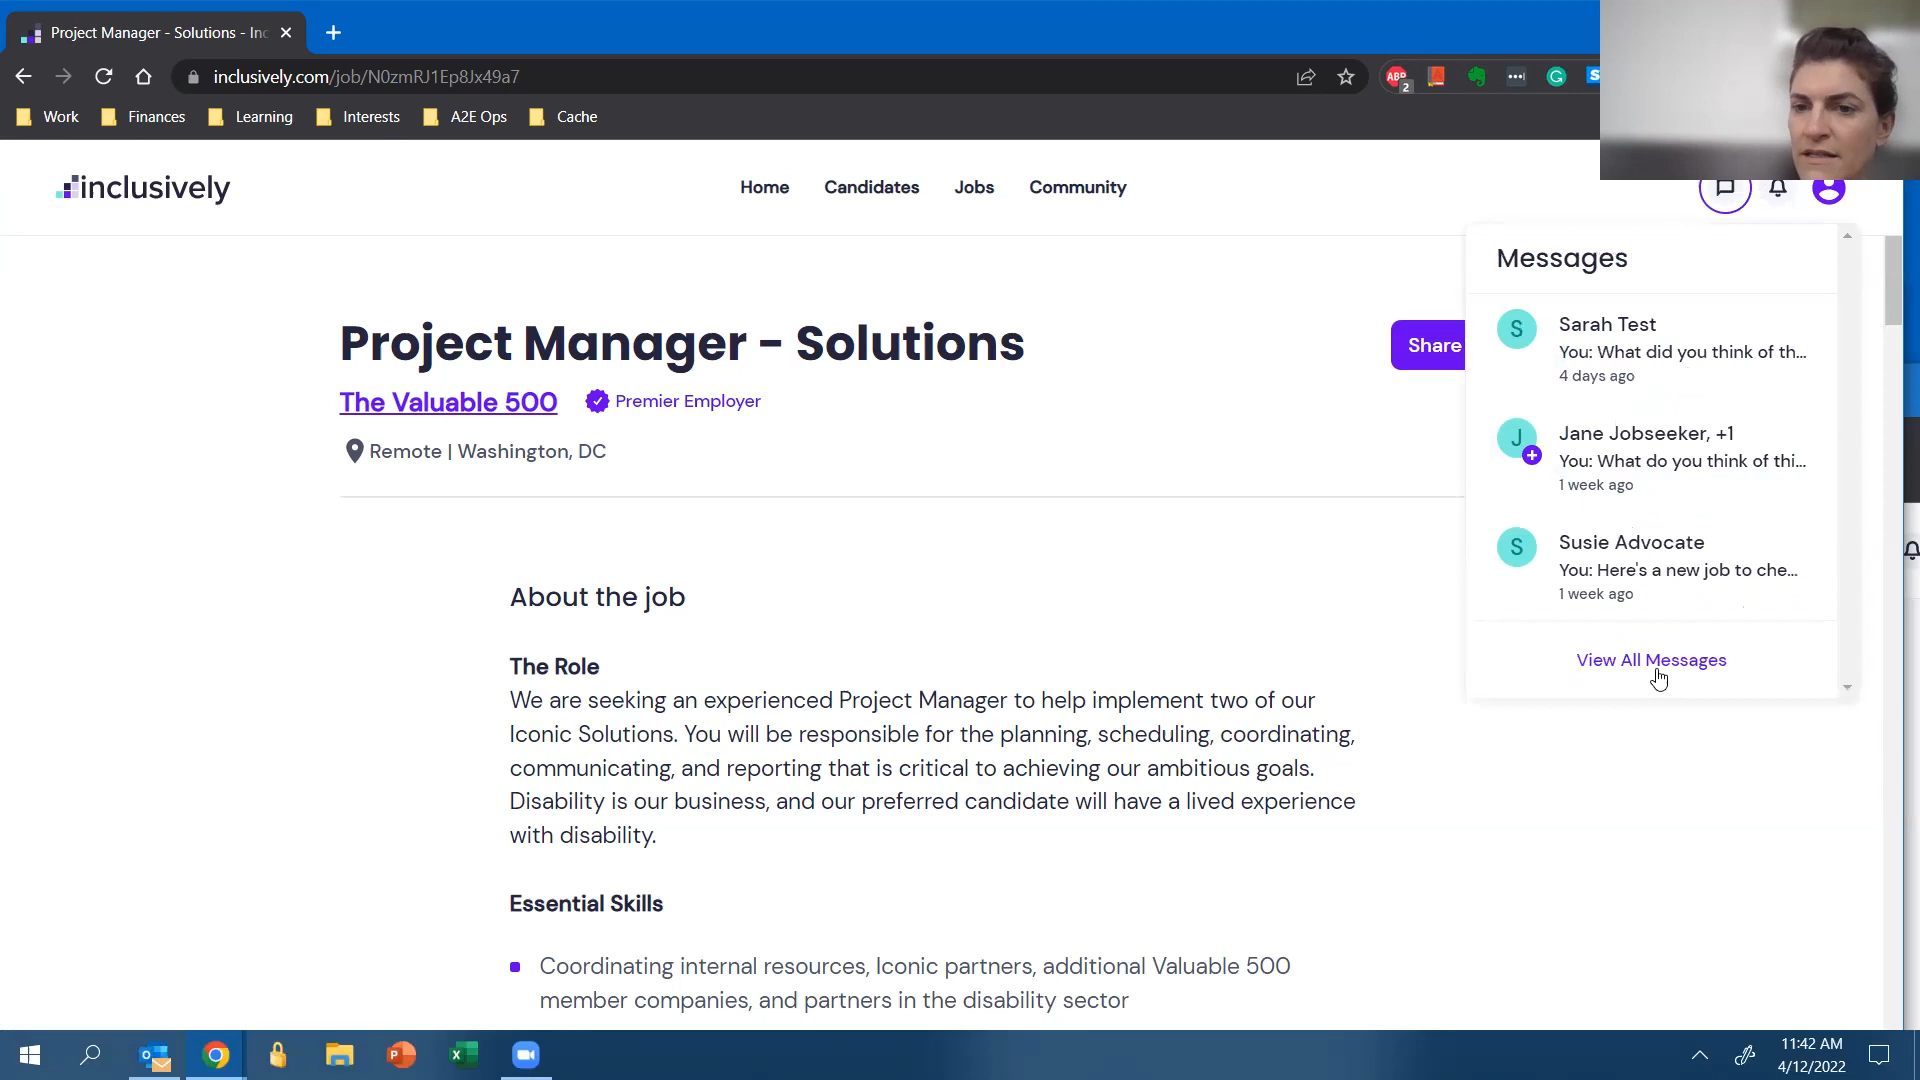 Project Manager - Solutions - Inc
inclusively.com/job/N0zmRJ1Ep8Jx49a7
ABP
2
S
Work
Finances
Learning
Interests
A2E Ops
Cache
inclusively
Home
Candidates
Jobs
Community
Project Manager - Solutions
Share
The Valuable 500
Premier Employer
Remote | Washington, DC
About the job
The Role
We are seeking an experienced Project Manager to help implement two of our
Iconic Solutions. You will be responsible for the planning, scheduling, coordinating,
communicating, and reporting that is critical to achieving our ambitious goals.
Disability is our business, and our preferred candidate will have a lived experience
with disability.
Essential Skills
Coordinating internal resources, Iconic partners, additional Valuable 500
member companies, and partners in the disability sector
Messages
S
Sarah Test
You: What did you think of th...
4 days ago
J
Jane Jobseeker, +1
You: What do you think of thi...
1 week ago
S
Susie Advocate
You: Here's a new job to che...
1 week ago
View All Messages
11:42 AM
4/12/2022